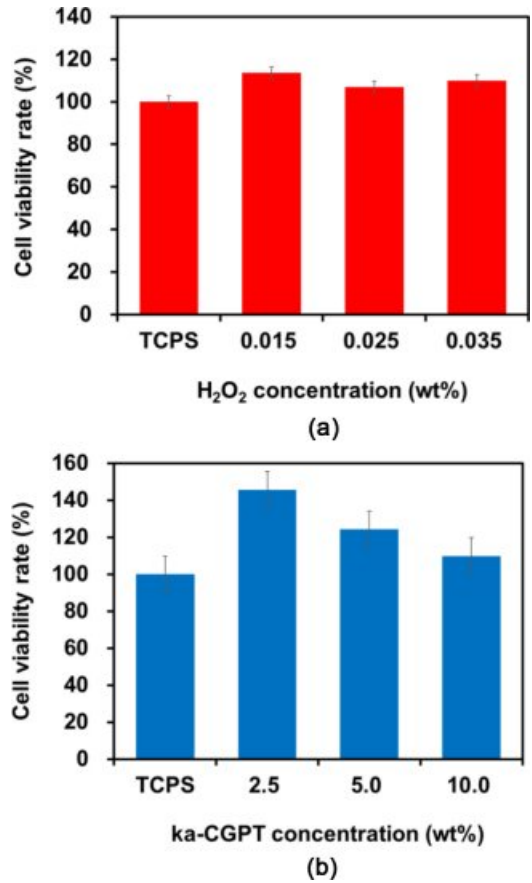 140
120
100
80
60
40
20
0
Cell viability rate (%)
TCPS 0.015 0.025 0.035
H₂O₂ concentration (wt%)
(a)
160
140
120
100
80
60
40
20
0
Cell viability rate (%)
TCPS 2.5 5.0 10.0
ka-CGPT concentration (wt%)
(b)